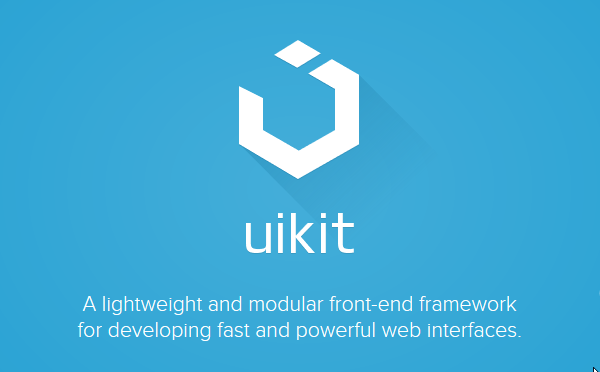 uikit
A lightweight and modular front-end framework
for developing fast and powerful web interfaces.